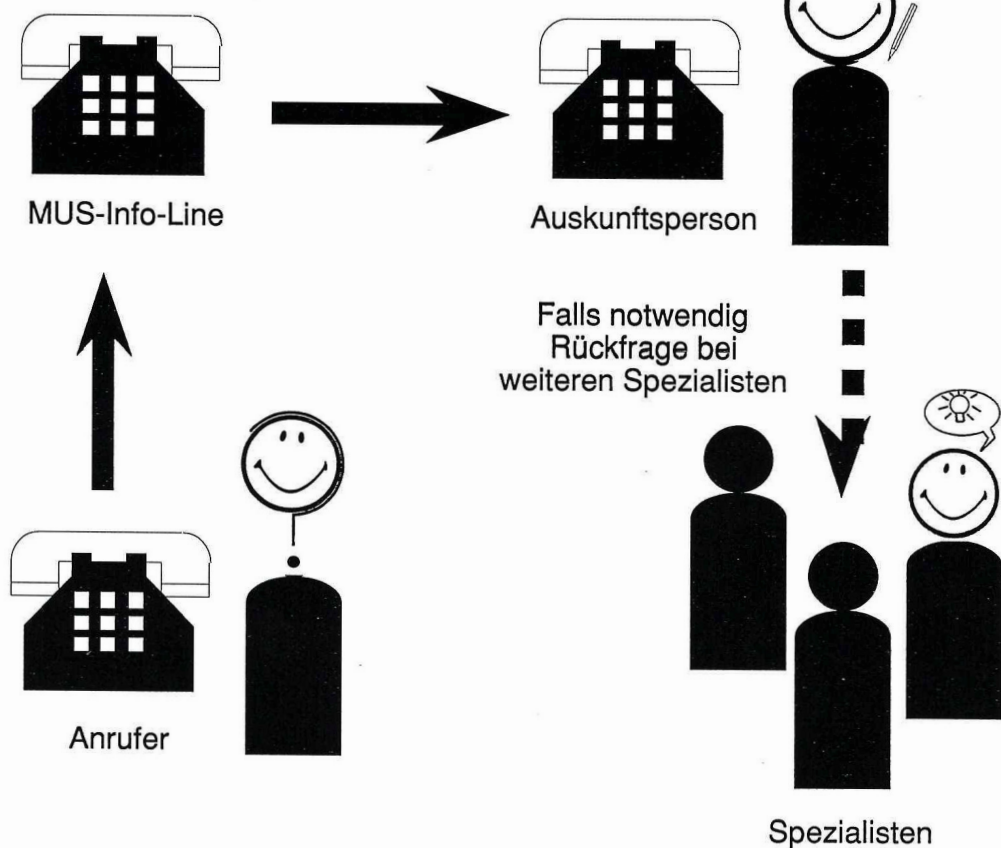 MUS-Info-Line
Auskunftsperson
Falls notwendig
Rückfrage bei
weiteren Spezialisten
Anrufer
Spezialisten